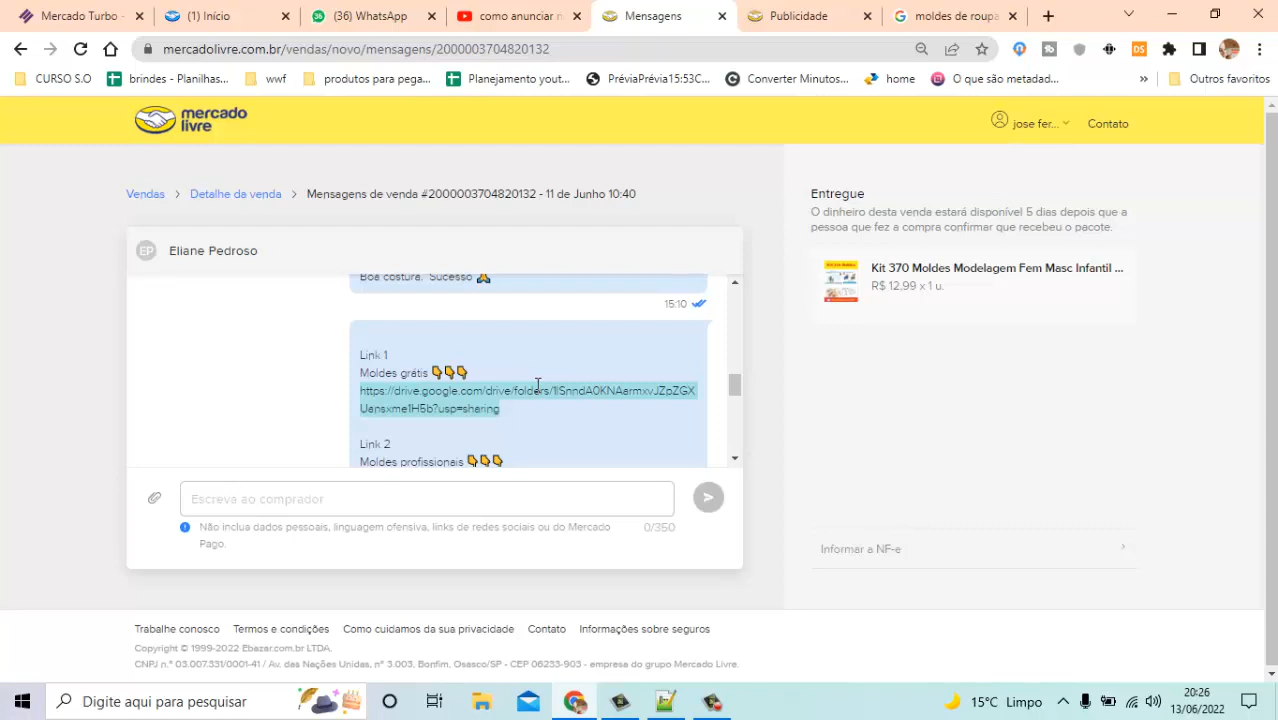 Mercado Turbo
(1) Início
(36) WhatsApp
como anunciar n
Mensagens
Publicidade
moldes de roupa
mercadolivre.com.br/vendas/novo/mensagens/2000003704820132
CURSO S.O
brindes - Planilhas...
wwf
produtos para pega...
Planejamento yout...
PréviaPrévia15:53C...
Converter Minutos...
home
O que são metadad...
Outros favoritos
mercado
livre
jose fer...
Contato
Vendas > Detalhe da venda > Mensagens de venda #2000003704820132 - 11 de Junho 10:40
EP Eliane Pedroso
Boa costura. Sucesso 🙏
15:10
Link 1
Moldes grátis 👇👇👇
Link 2
Moldes profissionais 👇👇👇
Escreva ao comprador
Não inclua dados pessoais, linguagem ofensiva, links de redes sociais ou do Mercado
Pago.
0/350
Entregue
O dinheiro desta venda estará disponível 5 dias depois que a
pessoa que fez a compra confirmar que recebeu o pacote.
Kit 370 Moldes Modelagem Fem Masc Infantil ...
R$ 12,99 x 1 u.
Informar a NF-e
Trabalhe conosco Termos e condições Como cuidamos da sua privacidade Contato Informações sobre seguros
Copyright © 1999-2022 Ebazar.com.br LTDA.
CNPJ n.º 03.007.331/0001-41 / Av. das Nações Unidas, nº 3.003, Bonfim, Osasco/SP - CEP 06233-903 - empresa do grupo Mercado Livre.
Digite aqui para pesquisar
15°C Limpo
20:26
13/06/2022